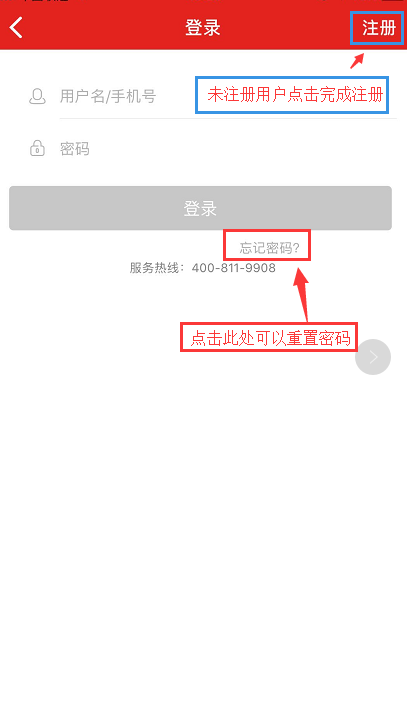 登录
注册
用户名/手机号
未注册用户点击完成注册
密码
登录
忘记密码?
服务热线：400-811-9908
点击此处可以重置密码